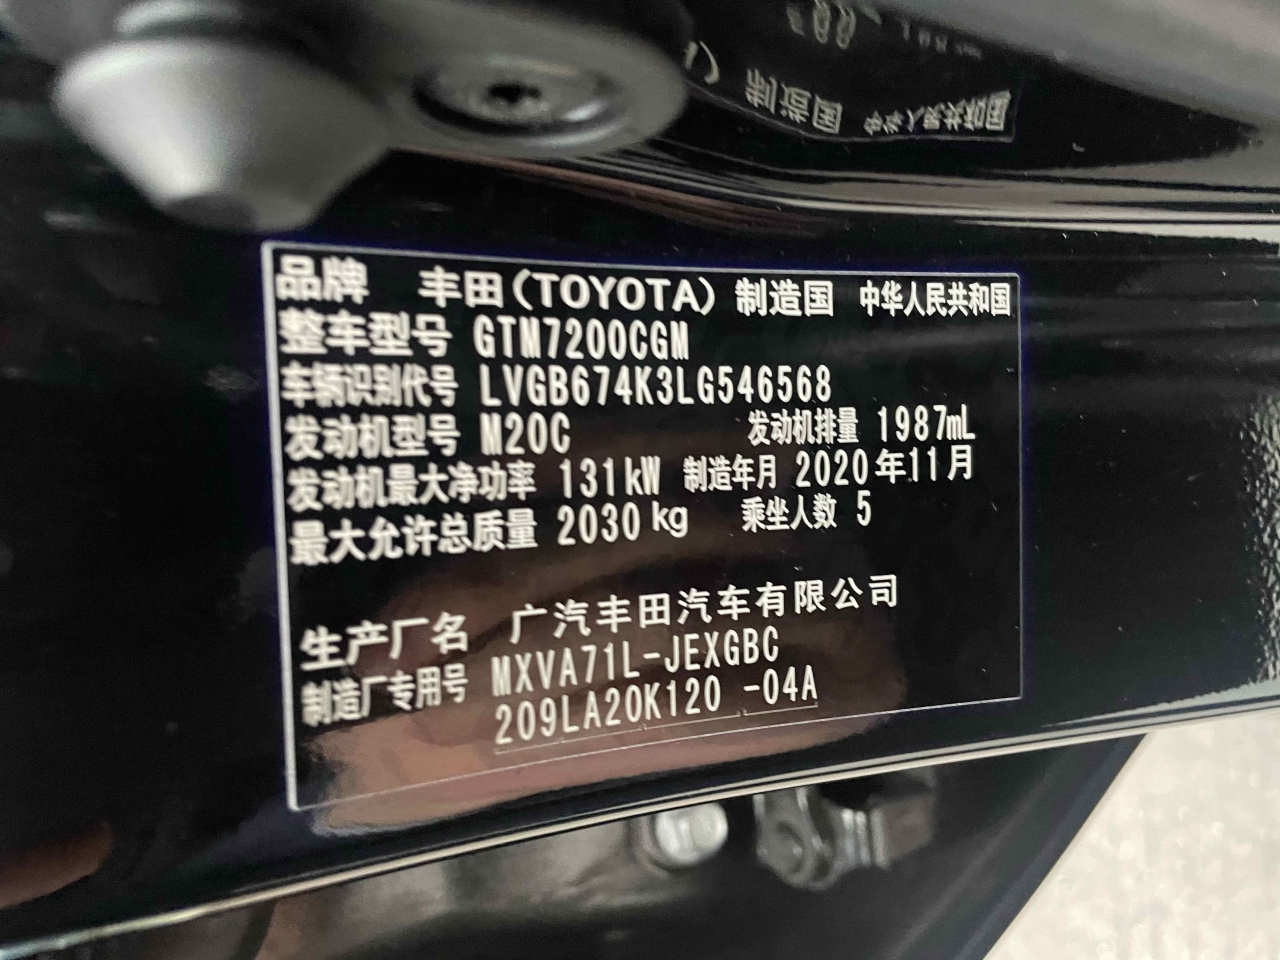 品牌 丰田(TOYOTA) 制造国 中华人民共和国
整车型号 GTM7200CGM
车辆识别代号 LVGB674K3LG546568
发动机型号 M20C 发动机排量 1987mL
发动机最大净功率 131kW 制造年月 2020年11月
最大允许总质量 2030kg 乘坐人数 5
生产厂名 广汽丰田汽车有限公司
制造厂专用号 MXVA71L-JEXGBC
209LA20K120 -04A